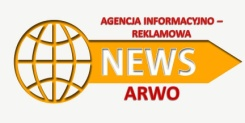 AGENCJA INFORMACYJNO –
REKLAMOWA
NEWS
ARWO